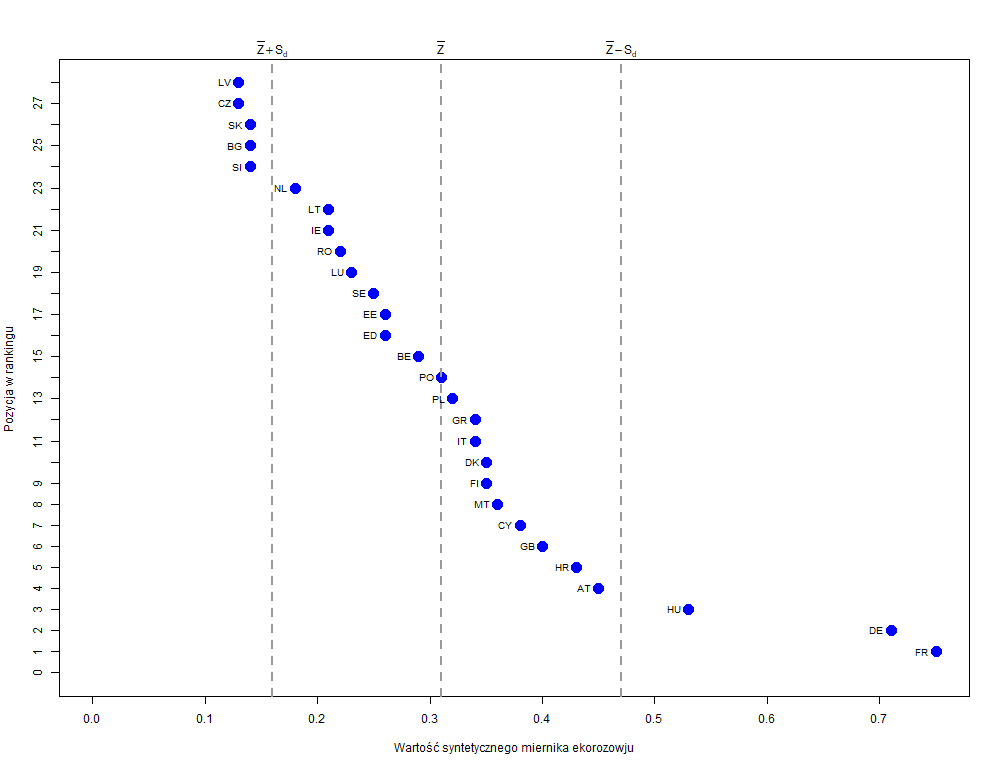 Z̅+Sd Z̅ Z̅−Sd
LV
27 CZ
SK
25 BG
SI
23 NL
LT
21 IE
RO
19 LU
SE
17 EE
ED
15 BE
PO
13 PL
GR
11 IT
DK
9 FI
8 MT
7 CY
6 GB
5 HR
4 AT
3 HU
2 DE
1 FR
0
Pozycja w rankingu
0.0 0.1 0.2 0.3 0.4 0.5 0.6 0.7
Wartość syntetycznego miernika ekorozowju